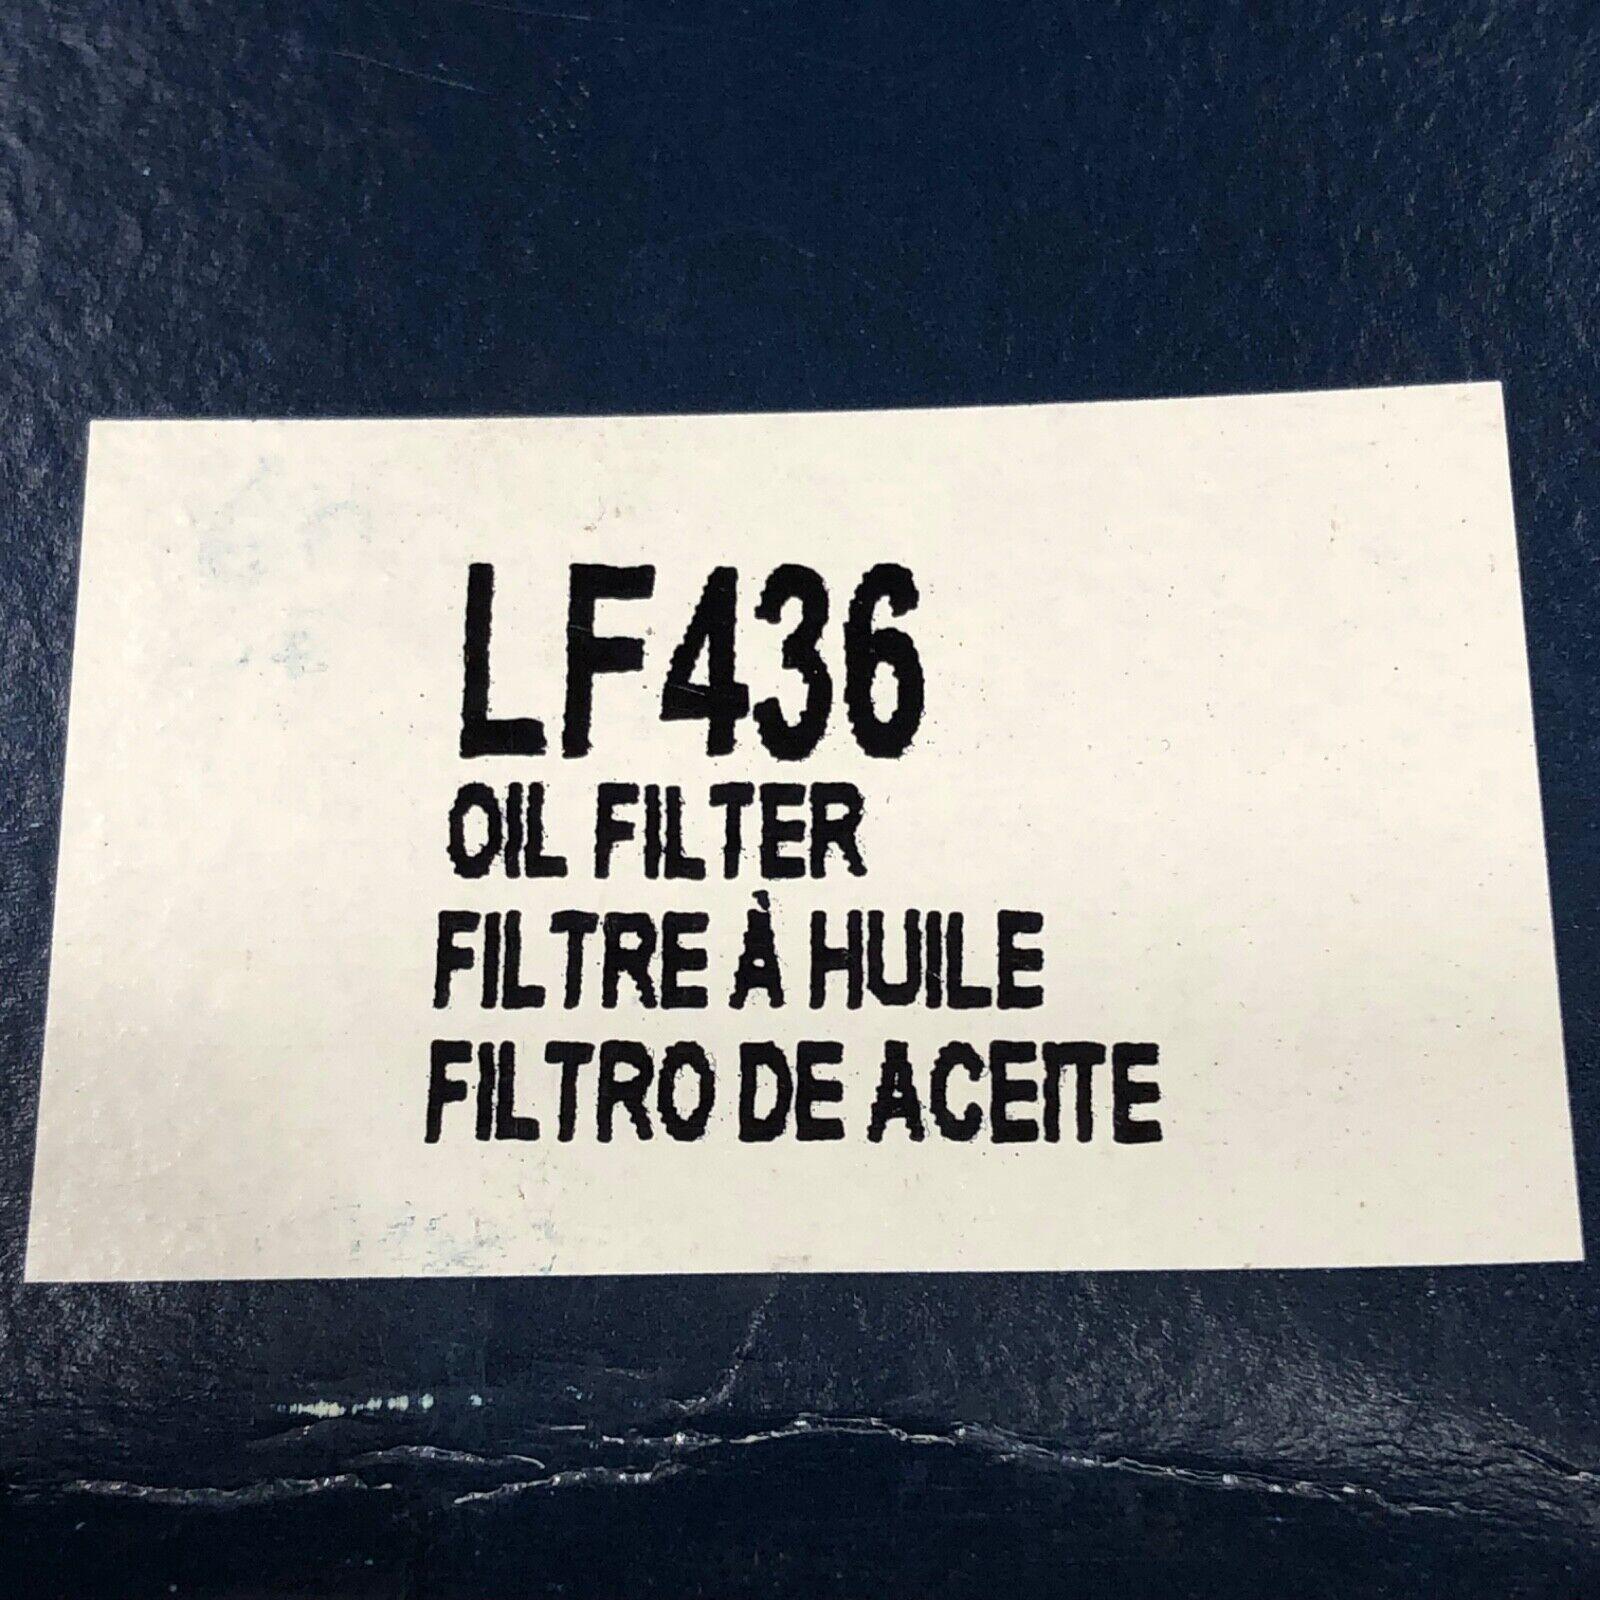 LF436
OIL FILTER
FILTRE À HUILE
FILTRO DE ACEITE